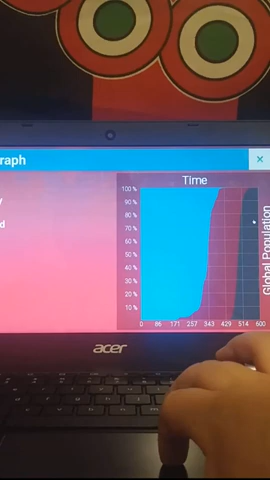 raph
Time
y
d
100 %
90 %
80 %
70 %
60 %
50 %
40 %
30 %
20 %
10 %
0 86 171 257 343 429 514 600
Global Population
acer